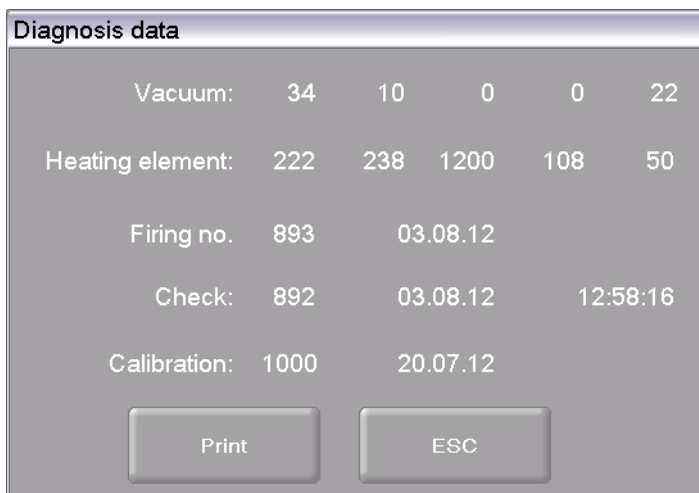 Diagnosis data
Vacuum: 34 10 0 0 22
Heating element: 222 238 1200 108 50
Firing no. 893 03.08.12
Check: 892 03.08.12 12:58:16
Calibration: 1000 20.07.12
Print ESC